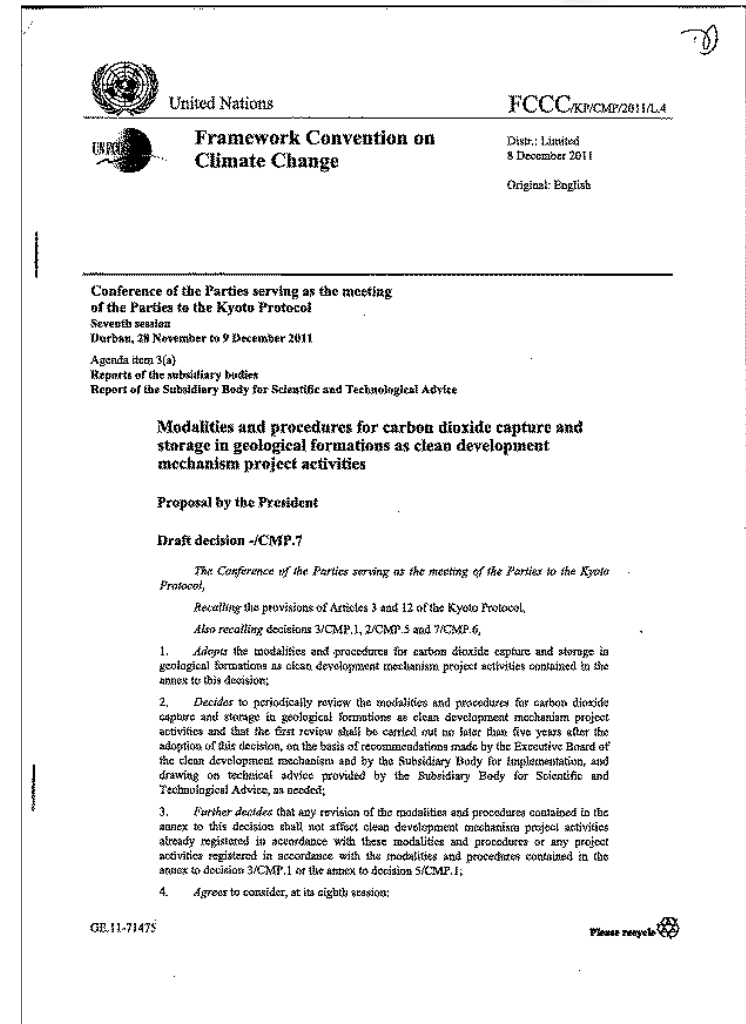 United Nations
FCCC/KP/CMP/2011/L.4
Framework Convention on
Climate Change
Distr.: Limited
8 December 2011
Original: English
Conference of the Parties serving as the meeting
of the Parties to the Kyoto Protocol
Seventh session
Durban, 28 November to 9 December 2011
Agenda item 3(a)
Reports of the subsidiary bodies
Report of the Subsidiary Body for Scientific and Technological Advice
Modalities and procedures for carbon dioxide capture and
storage in geological formations as clean development
mechanism project activities
Proposal by the President
Draft decision -/CMP.7
The Conference of the Parties serving as the meeting of the Parties to the Kyoto
Protocol,
Recalling the provisions of Articles 3 and 12 of the Kyoto Protocol,
Also recalling decisions 3/CMP.1, 2/CMP.5 and 7/CMP.6,
1. Adopts the modalities and procedures for carbon dioxide capture and storage in
geological formations as clean development mechanism project activities contained in the
annex to this decision;
2. Decides to periodically review the modalities and procedures for carbon dioxide
capture and storage in geological formations as clean development mechanism project
activities and that the first review shall be carried out no later than five years after the
adoption of this decision, on the basis of recommendations made by the Executive Board of
the clean development mechanism and by the Subsidiary Body for Implementation, and
drawing on technical advice provided by the Subsidiary Body for Scientific and
Technological Advice, as needed;
3. Further decides that any revision of the modalities and procedures contained in the
annex to this decision shall not affect clean development mechanism project activities
already registered in accordance with these modalities and procedures or any project
activities registered in accordance with the modalities and procedures contained in the
annex to decision 3/CMP.1 or the annex to decision 5/CMP.1;
4. Agrees to consider, at its eighth session:
GE.11-71475
Please recycle